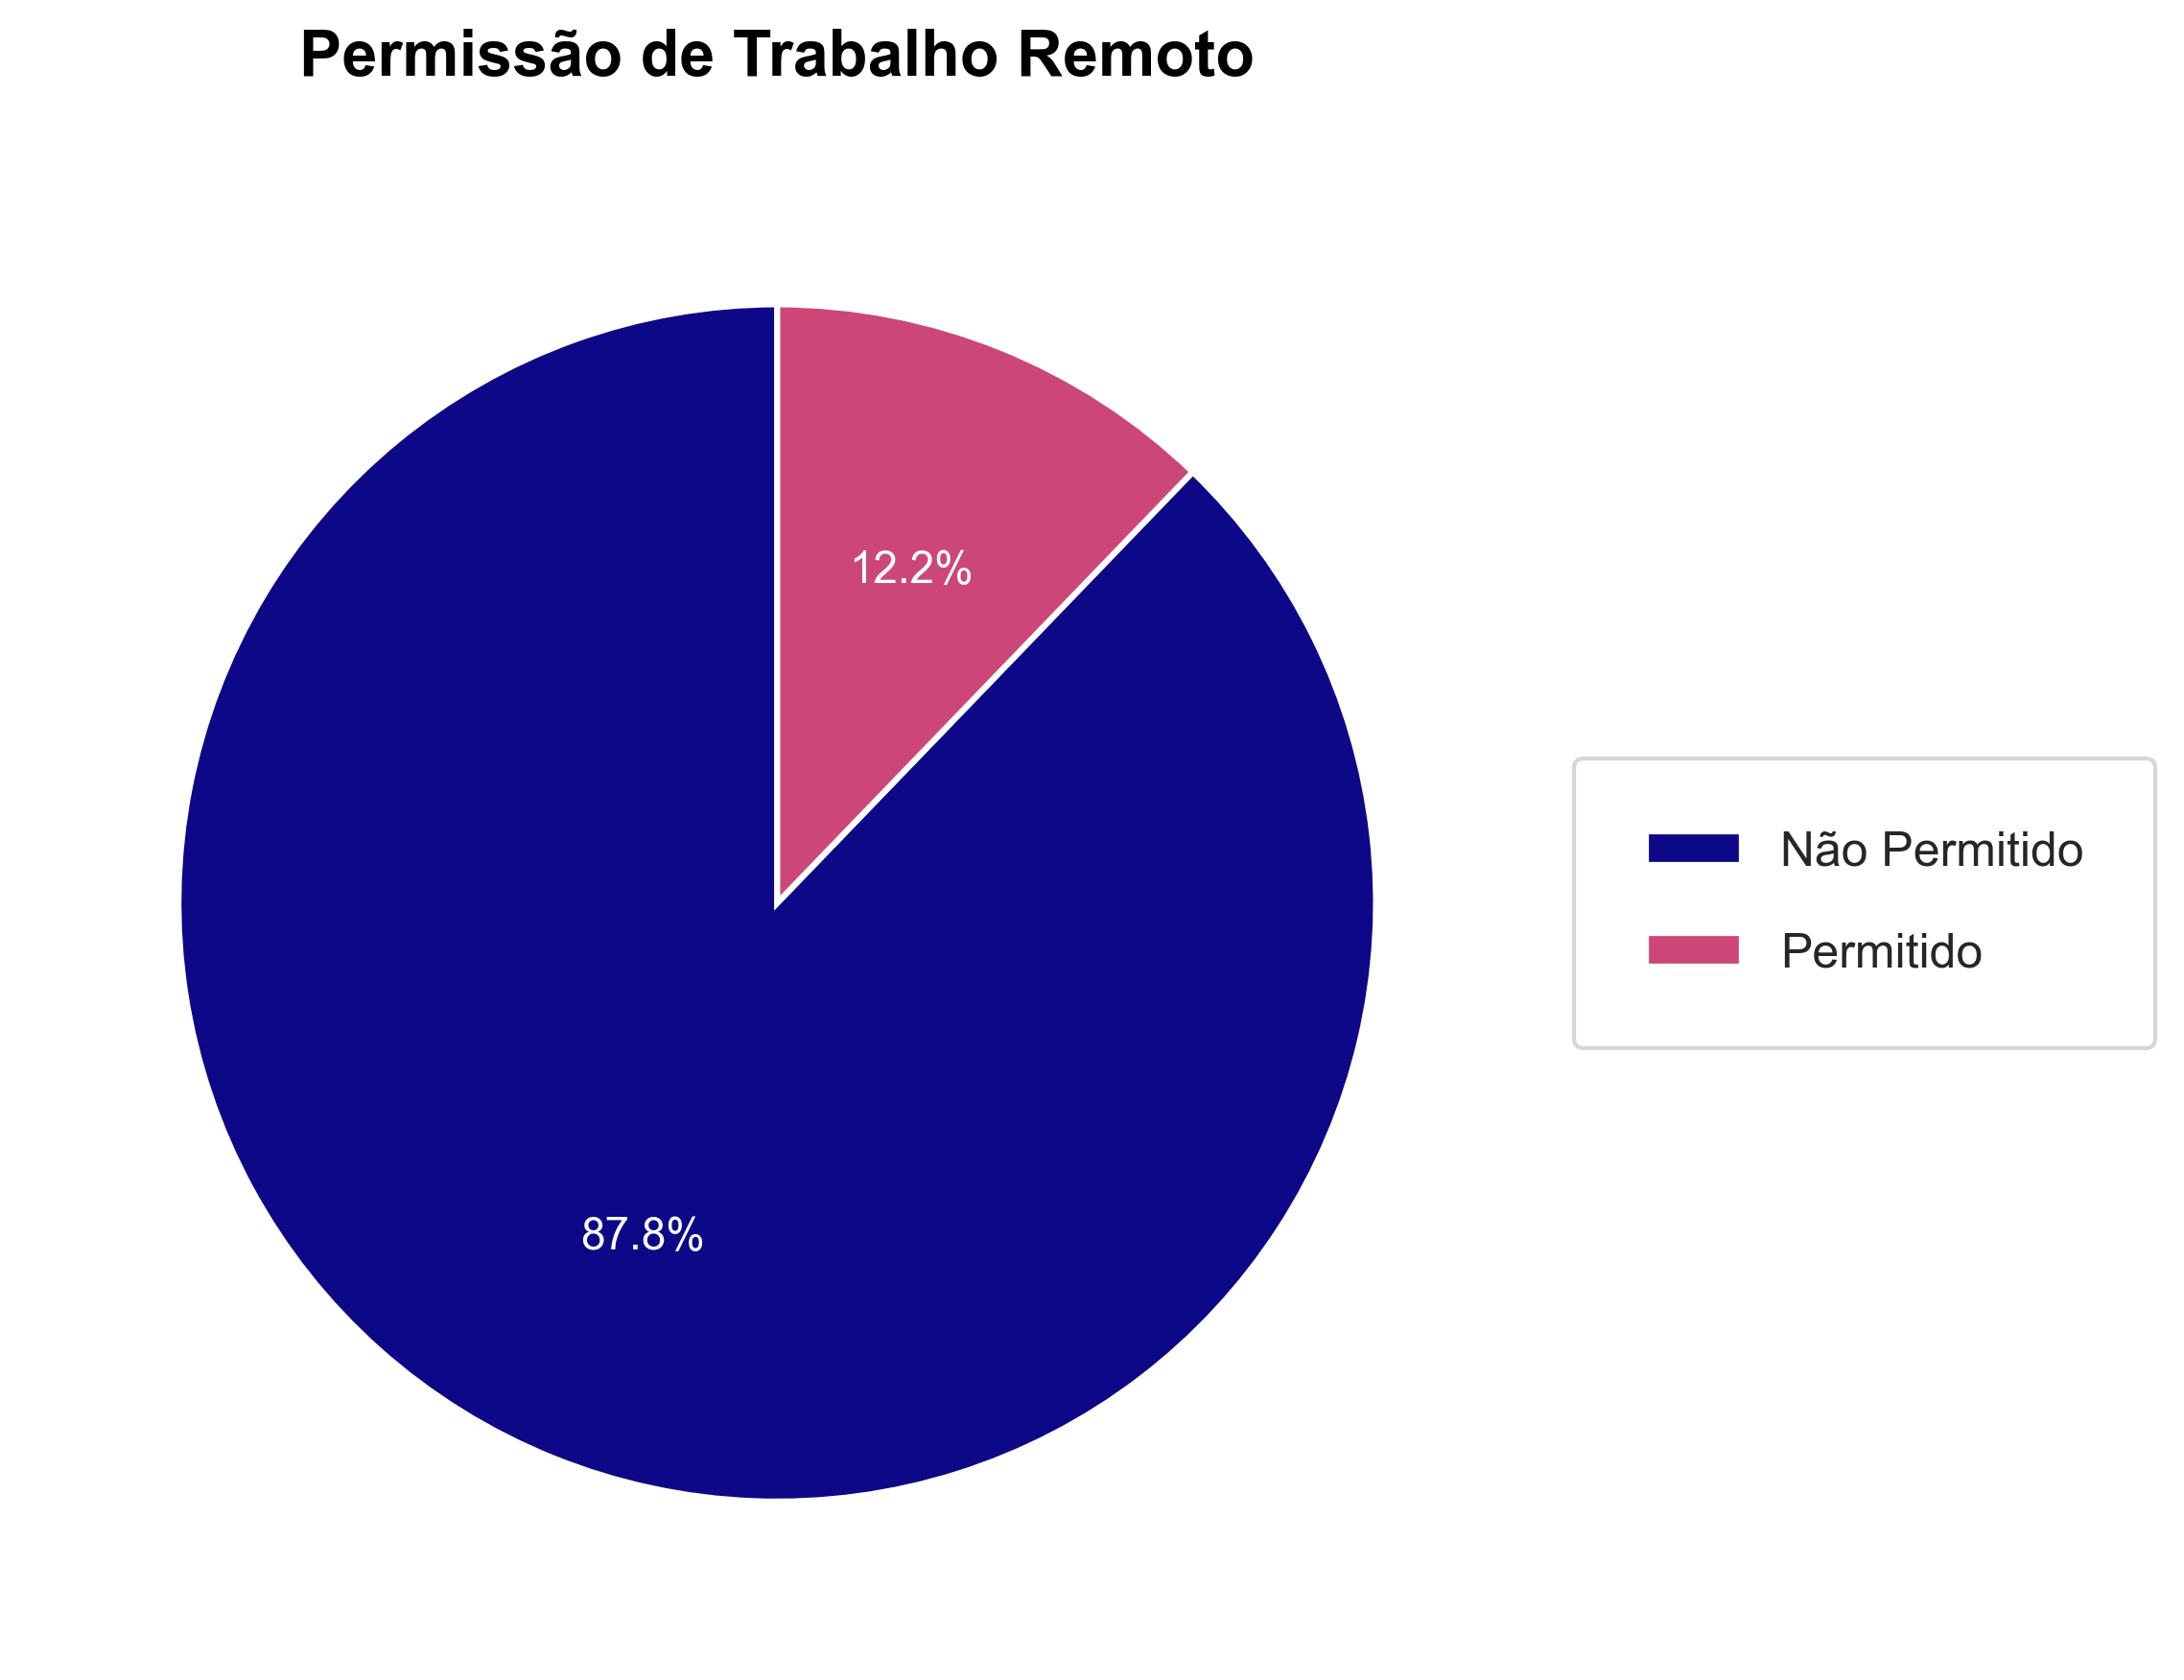 Permissão de Trabalho Remoto
12.2%
87.8%
Não Permitido
Permitido